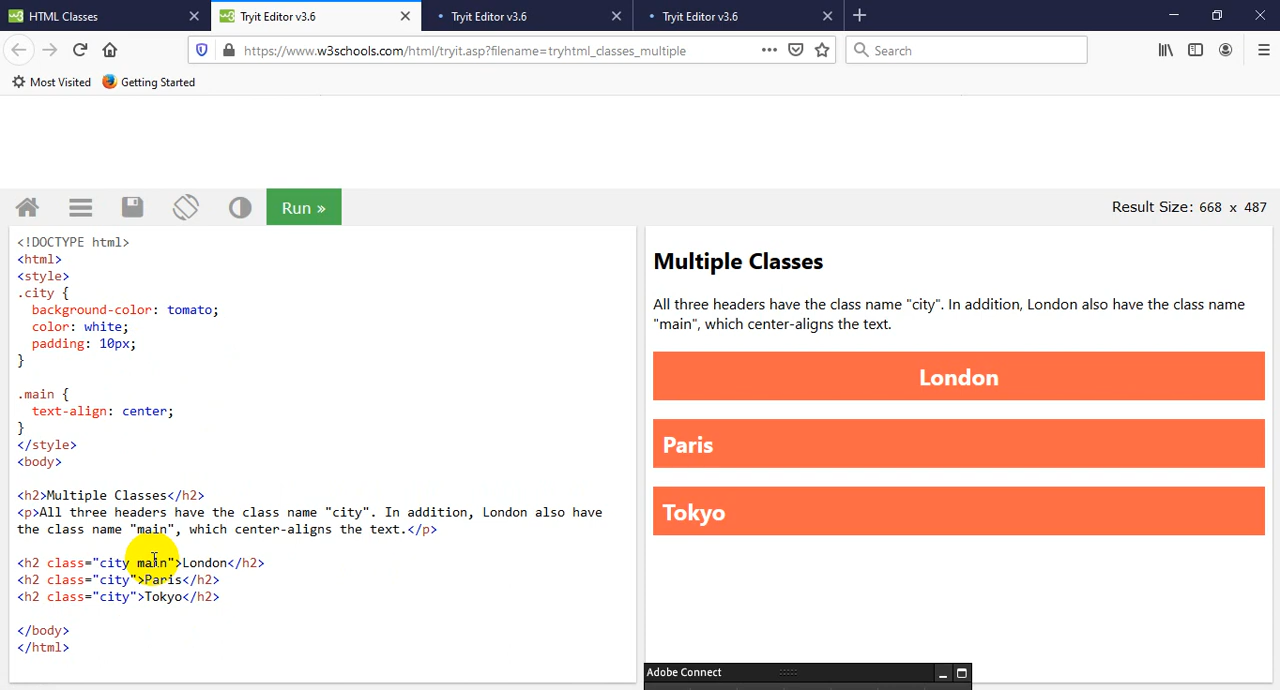 HTML Classes
Tryit Editor v3.6
Tryit Editor v3.6
Tryit Editor v3.6
https://www.w3schools.com/html/tryit.asp?filename=tryhtml_classes_multiple
Search
Most Visited
Getting Started
Run »
Result Size: 668 x 487
<!DOCTYPE html>
<html>
<style>
.city {
  background-color: tomato;
  color: white;
  padding: 10px;
}
.main {
  text-align: center;
}
</style>
<body>
<h2>Multiple Classes</h2>
<p>All three headers have the class name "city". In addition, London also have
the class name "main", which center-aligns the text.</p>
<h2 class="city main">London</h2>
<h2 class="city">Paris</h2>
<h2 class="city">Tokyo</h2>
</body>
</html>
Multiple Classes
All three headers have the class name "city". In addition, London also have the class name
"main", which center-aligns the text.
London
Paris
Tokyo
Adobe Connect